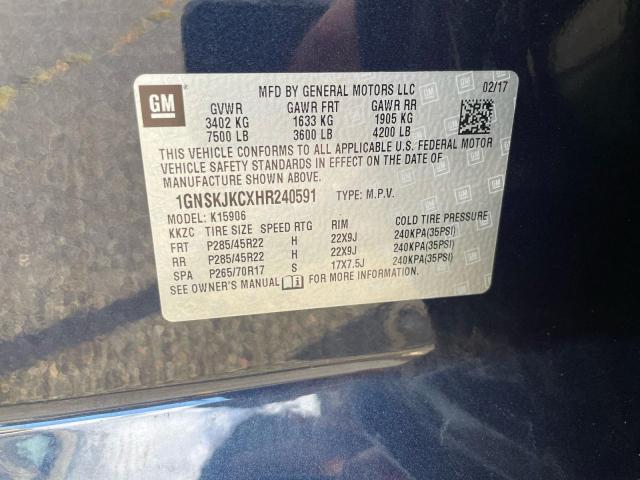 GM
MFD BY GENERAL MOTORS LLC 02/17
GVWR GAWR FRT GAWR RR
3402 KG 1633 KG 1905 KG
7500 LB 3600 LB 4200 LB
THIS VEHICLE CONFORMS TO ALL APPLICABLE U.S. FEDERAL MOTOR
VEHICLE SAFETY STANDARDS IN EFFECT ON THE DATE OF
MANUFACTURE SHOWN ABOVE.
1GNSKJKCXHR240591 TYPE: M.P.V.
MODEL: K15906
KKZC TIRE SIZE SPEED RTG RIM COLD TIRE PRESSURE
FRT P285/45R22 H 22X9J 240KPA(35PSI)
RR P285/45R22 H 22X9J 240KPA(35PSI)
SPA P265/70R17 S 17X7.5J 240KPA(35PSI)
SEE OWNER'S MANUAL FOR MORE INFORMATION.